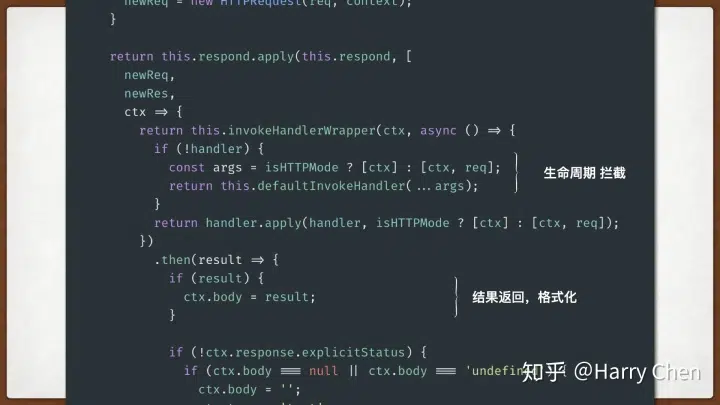 newReq = new HTTPRequest(req, context);
}
return this.respond.apply(this.respond, [
newReq,
newRes,
ctx => {
return this.invokeHandlerWrapper(ctx, async () => {
if (!handler) {
const args = isHTTPMode ? [ctx] : [ctx, req];
return this.defaultInvokeHandler(...args);
}
生命周期 拦截
return handler.apply(handler, isHTTPMode ? [ctx] : [ctx, req]);
})
.then(result => {
if (result) {
ctx.body = result;
}
结果返回，格式化
if (!ctx.response.explicitStatus) {
if (ctx.body === null || ctx.body === 'undefined') {
ctx.body = '';
知乎 @Harry Chen